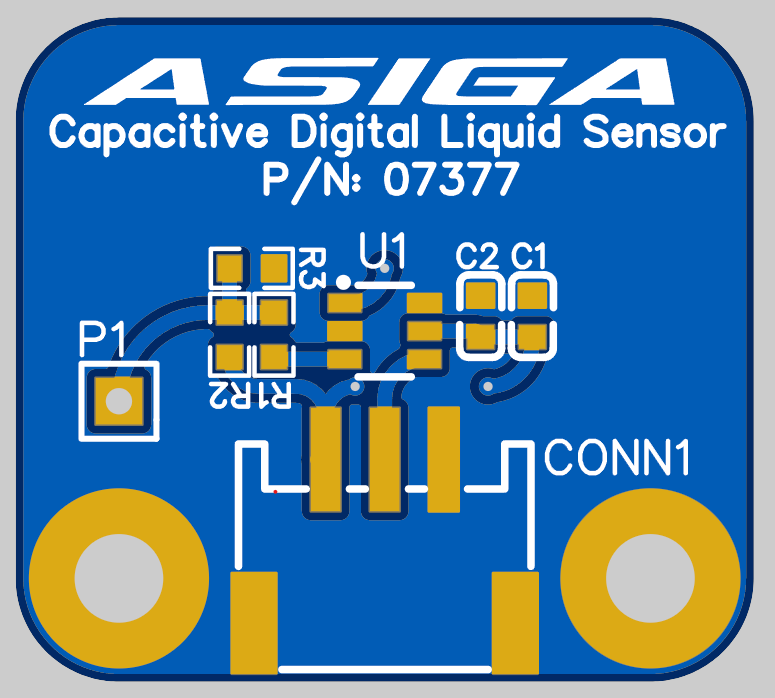 ASIGA
Capacitive Digital Liquid Sensor
P/N: 07377
U1
R3
C2 C1
P1
R1R2
CONN1